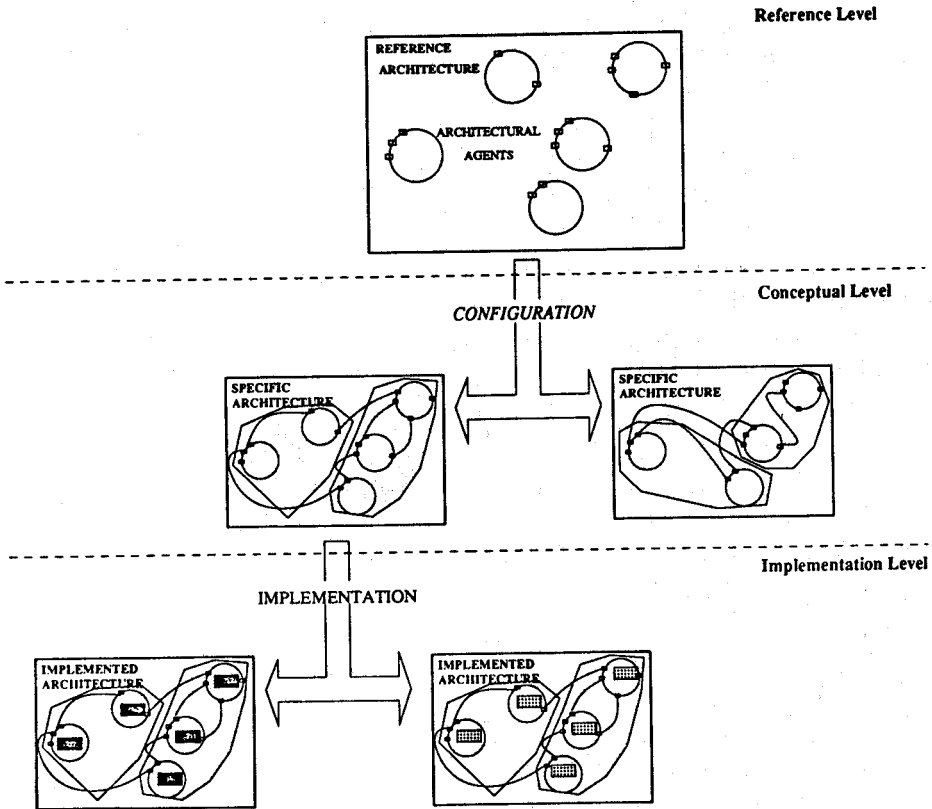 Reference Level
REFERENCE
ARCHITECTURE
ARCHITECTURAL
AGENTS
Conceptual Level
CONFIGURATION
SPECIFIC
ARCHITECTURE
SPECIFIC
ARCHITECTURE
Implementation Level
IMPLEMENTATION
IMPLEMENTED
ARCHITECTURE
IMPLEMENTED
ARCHITECTURE